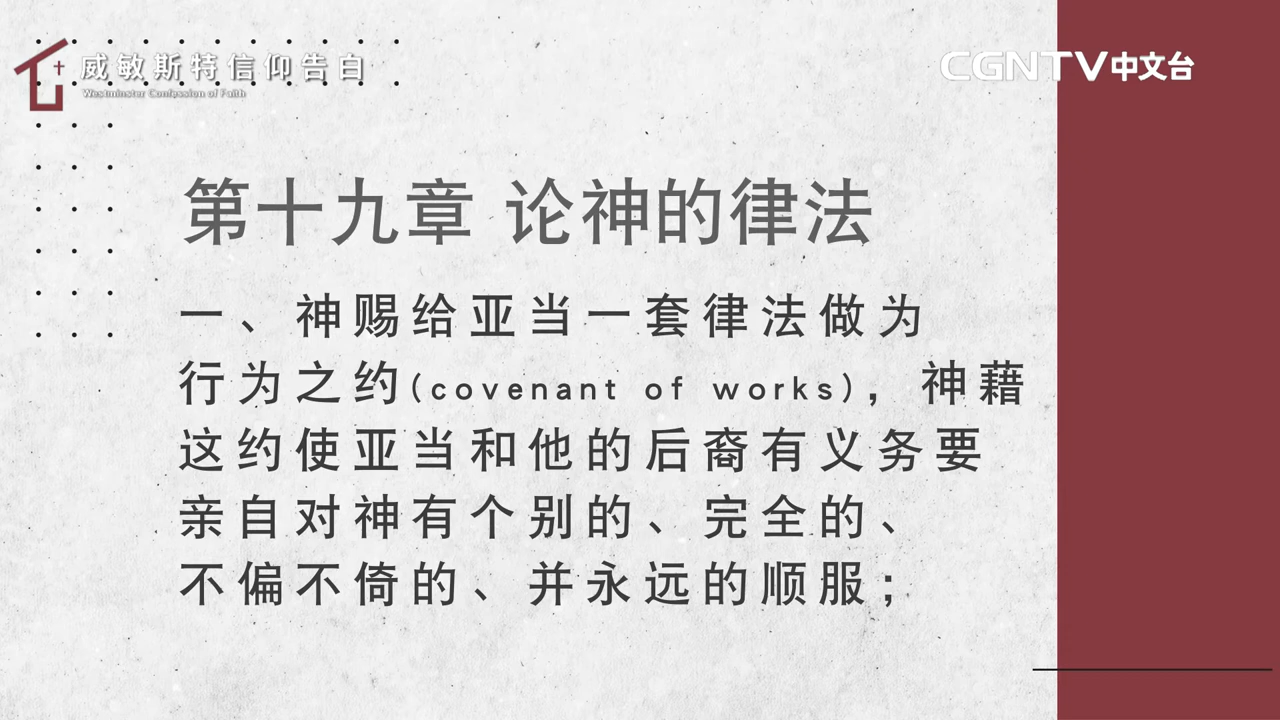 威敏斯特信仰告白
Westminster Confession of Faith
CGNTV中文台
第十九章 论神的律法
一、神赐给亚当一套律法做为
行为之约(covenant of works)，神藉
这约使亚当和他的后裔有义务要
亲自对神有个别的、完全的、
不偏不倚的、并永远的顺服；